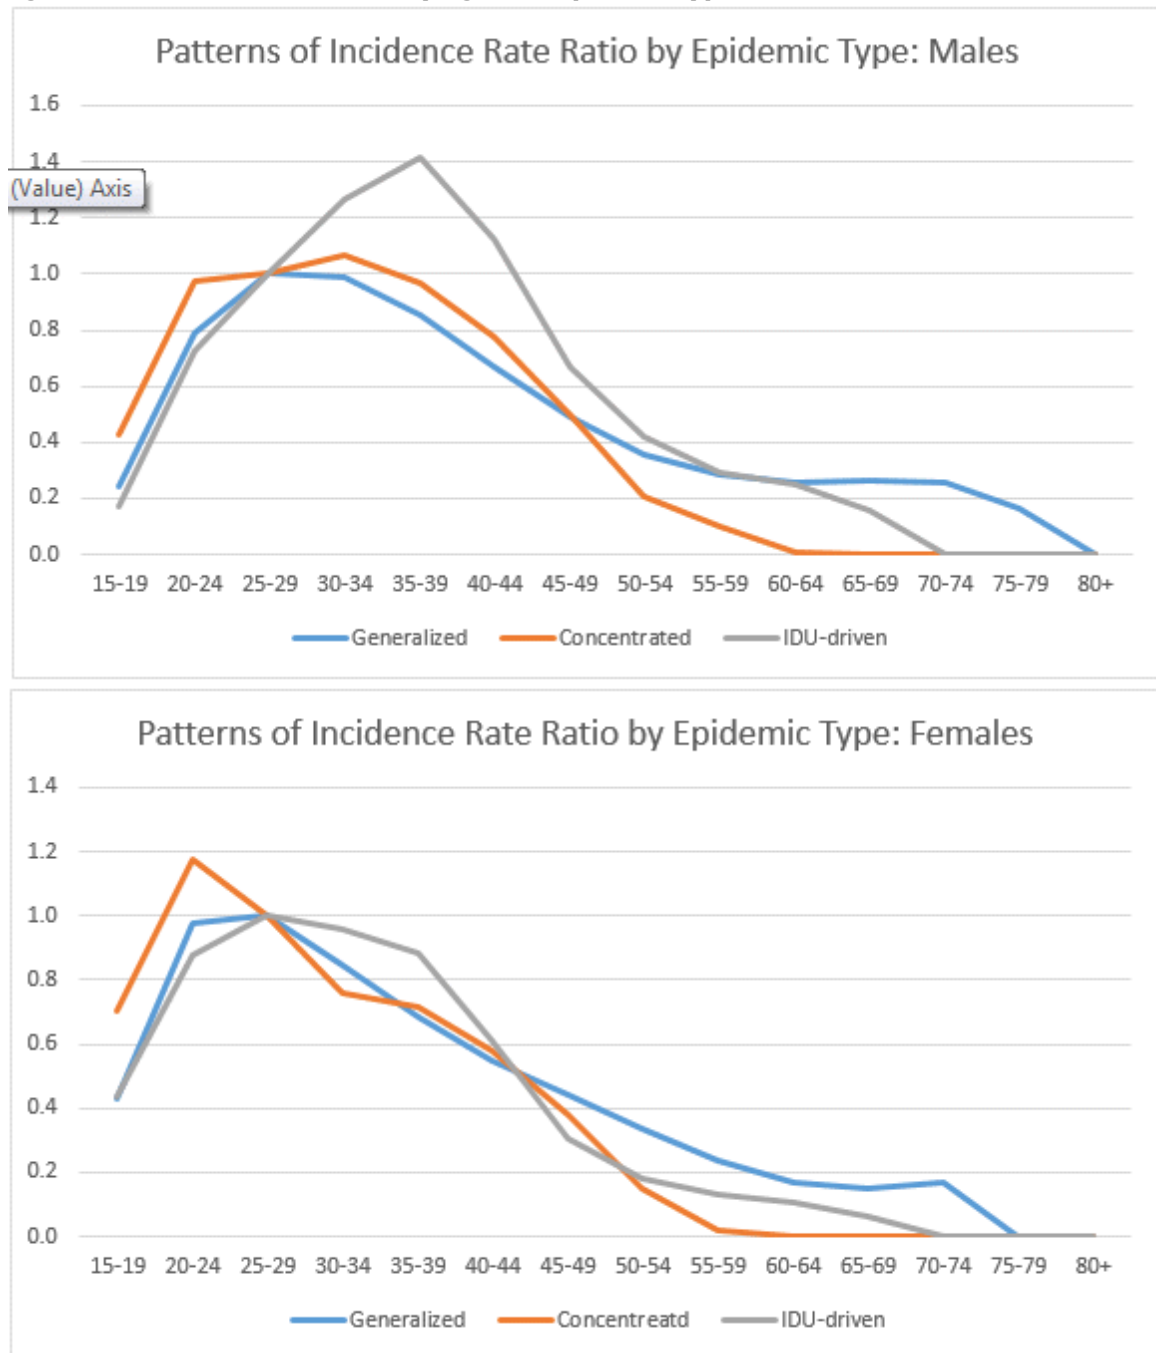 Patterns of Incidence Rate Ratio by Epidemic Type: Males
1.6
1.4
(Value) Axis
1.2
1.0
0.8
0.6
0.4
0.2
0.0
15-19 20-24 25-29 30-34 35-39 40-44 45-49 50-54 55-59 60-64 65-69 70-74 75-79 80+
Generalized Concentrated IDU-driven
Patterns of Incidence Rate Ratio by Epidemic Type: Females
1.4
1.2
1.0
0.8
0.6
0.4
0.2
0.0
15-19 20-24 25-29 30-34 35-39 40-44 45-49 50-54 55-59 60-64 65-69 70-74 75-79 80+
Generalized Concentreatd IDU-driven